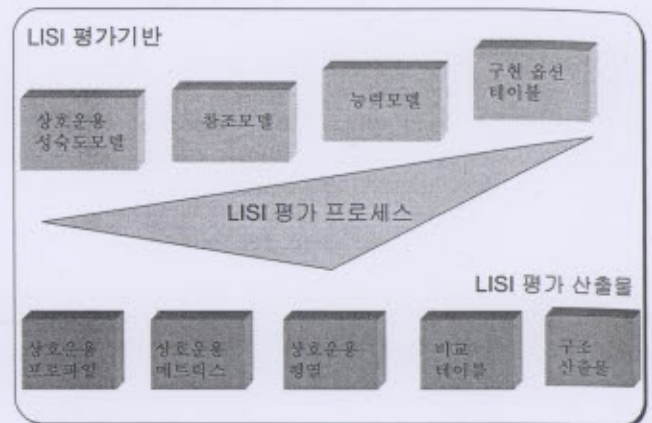 LISI 평가기반
상호운용
성숙도모델
참조모델
능력모델
구현 옵션
테이블
LISI 평가 프로세스
LISI 평가 산출물
상호운용
프로파일
상호운용
메트릭스
상호운용
행렬
비교
테이블
구조
산출물